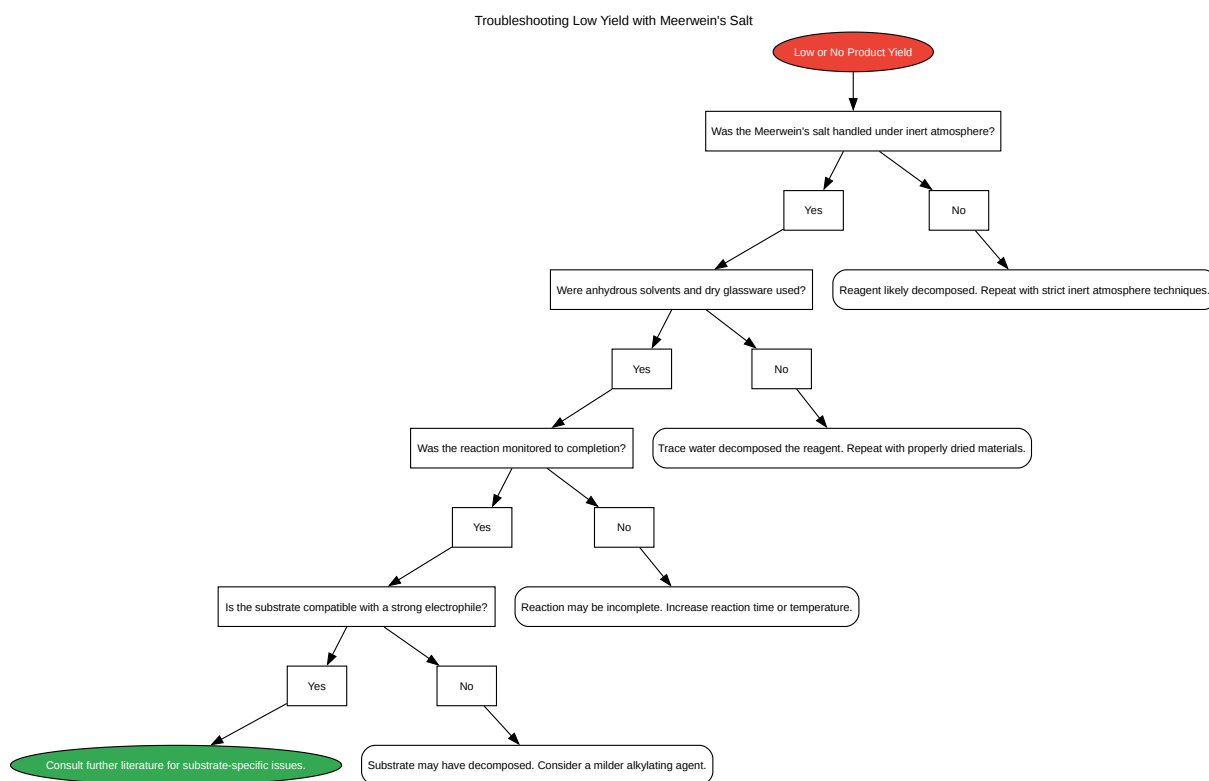 Troubleshooting Low Yield with Meerwein's Salt
Low or No Product Yield
Was the Meerwein's salt handled under inert atmosphere?
Yes
No
Were anhydrous solvents and dry glassware used?
Reagent likely decomposed. Repeat with strict inert atmosphere techniques.
Yes
No
Was the reaction monitored to completion?
Trace water decomposed the reagent. Repeat with properly dried materials.
Yes
No
Is the substrate compatible with a strong electrophile?
Reaction may be incomplete. Increase reaction time or temperature.
Yes
No
Consult further literature for substrate-specific issues.
Substrate may have decomposed. Consider a milder alkylating agent.